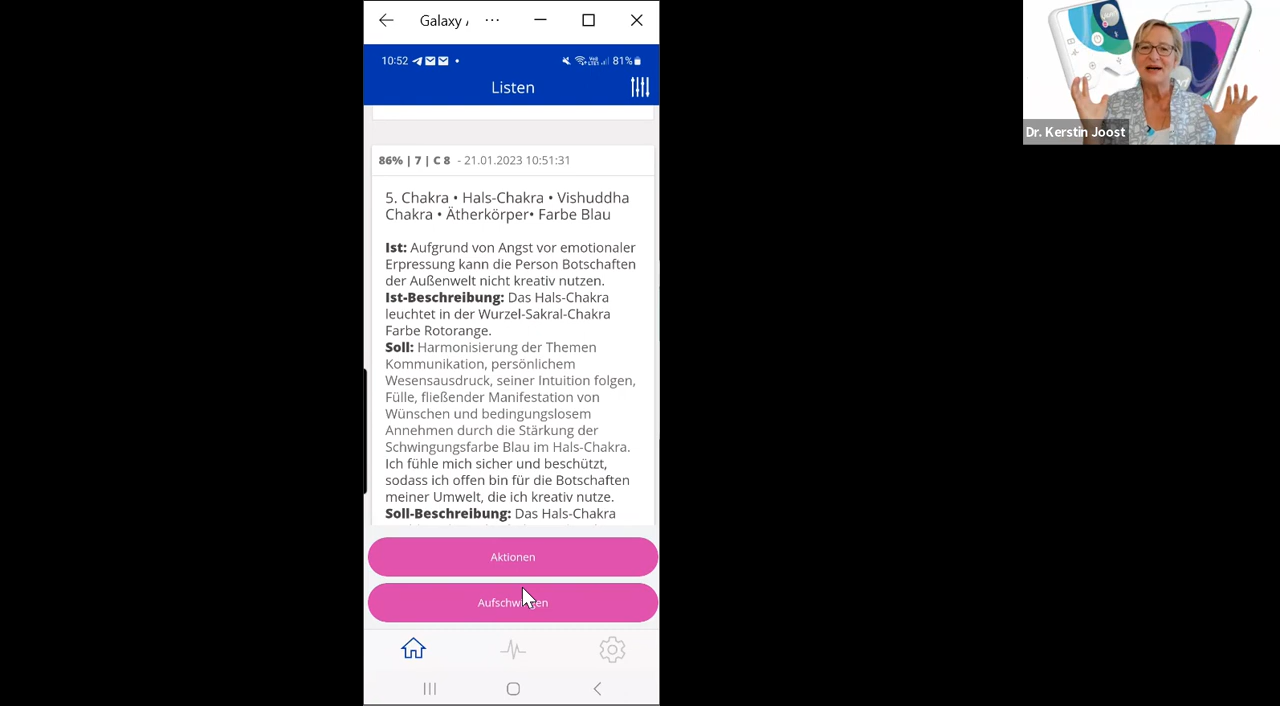 Galaxy
...
10:52
81%
Listen
86% | 7 | C 8 - 21.01.2023 10:51:31
5. Chakra • Hals-Chakra • Vishuddha
Chakra • Ätherkörper• Farbe Blau
Ist: Aufgrund von Angst vor emotionaler
Erpressung kann die Person Botschaften
der Außenwelt nicht kreativ nutzen.
Ist-Beschreibung: Das Hals-Chakra
leuchtet in der Wurzel-Sakral-Chakra
Farbe Rotorange.
Soll: Harmonisierung der Themen
Kommunikation, persönlichem
Wesensausdruck, seiner Intuition folgen,
Fülle, fließender Manifestation von
Wünschen und bedingungslosem
Annehmen durch die Stärkung der
Schwingungsfarbe Blau im Hals-Chakra.
Ich fühle mich sicher und beschützt,
sodass ich offen bin für die Botschaften
meiner Umwelt, die ich kreativ nutze.
Soll-Beschreibung: Das Hals-Chakra
Aktionen
Aufschwingen
Dr. Kerstin Joost